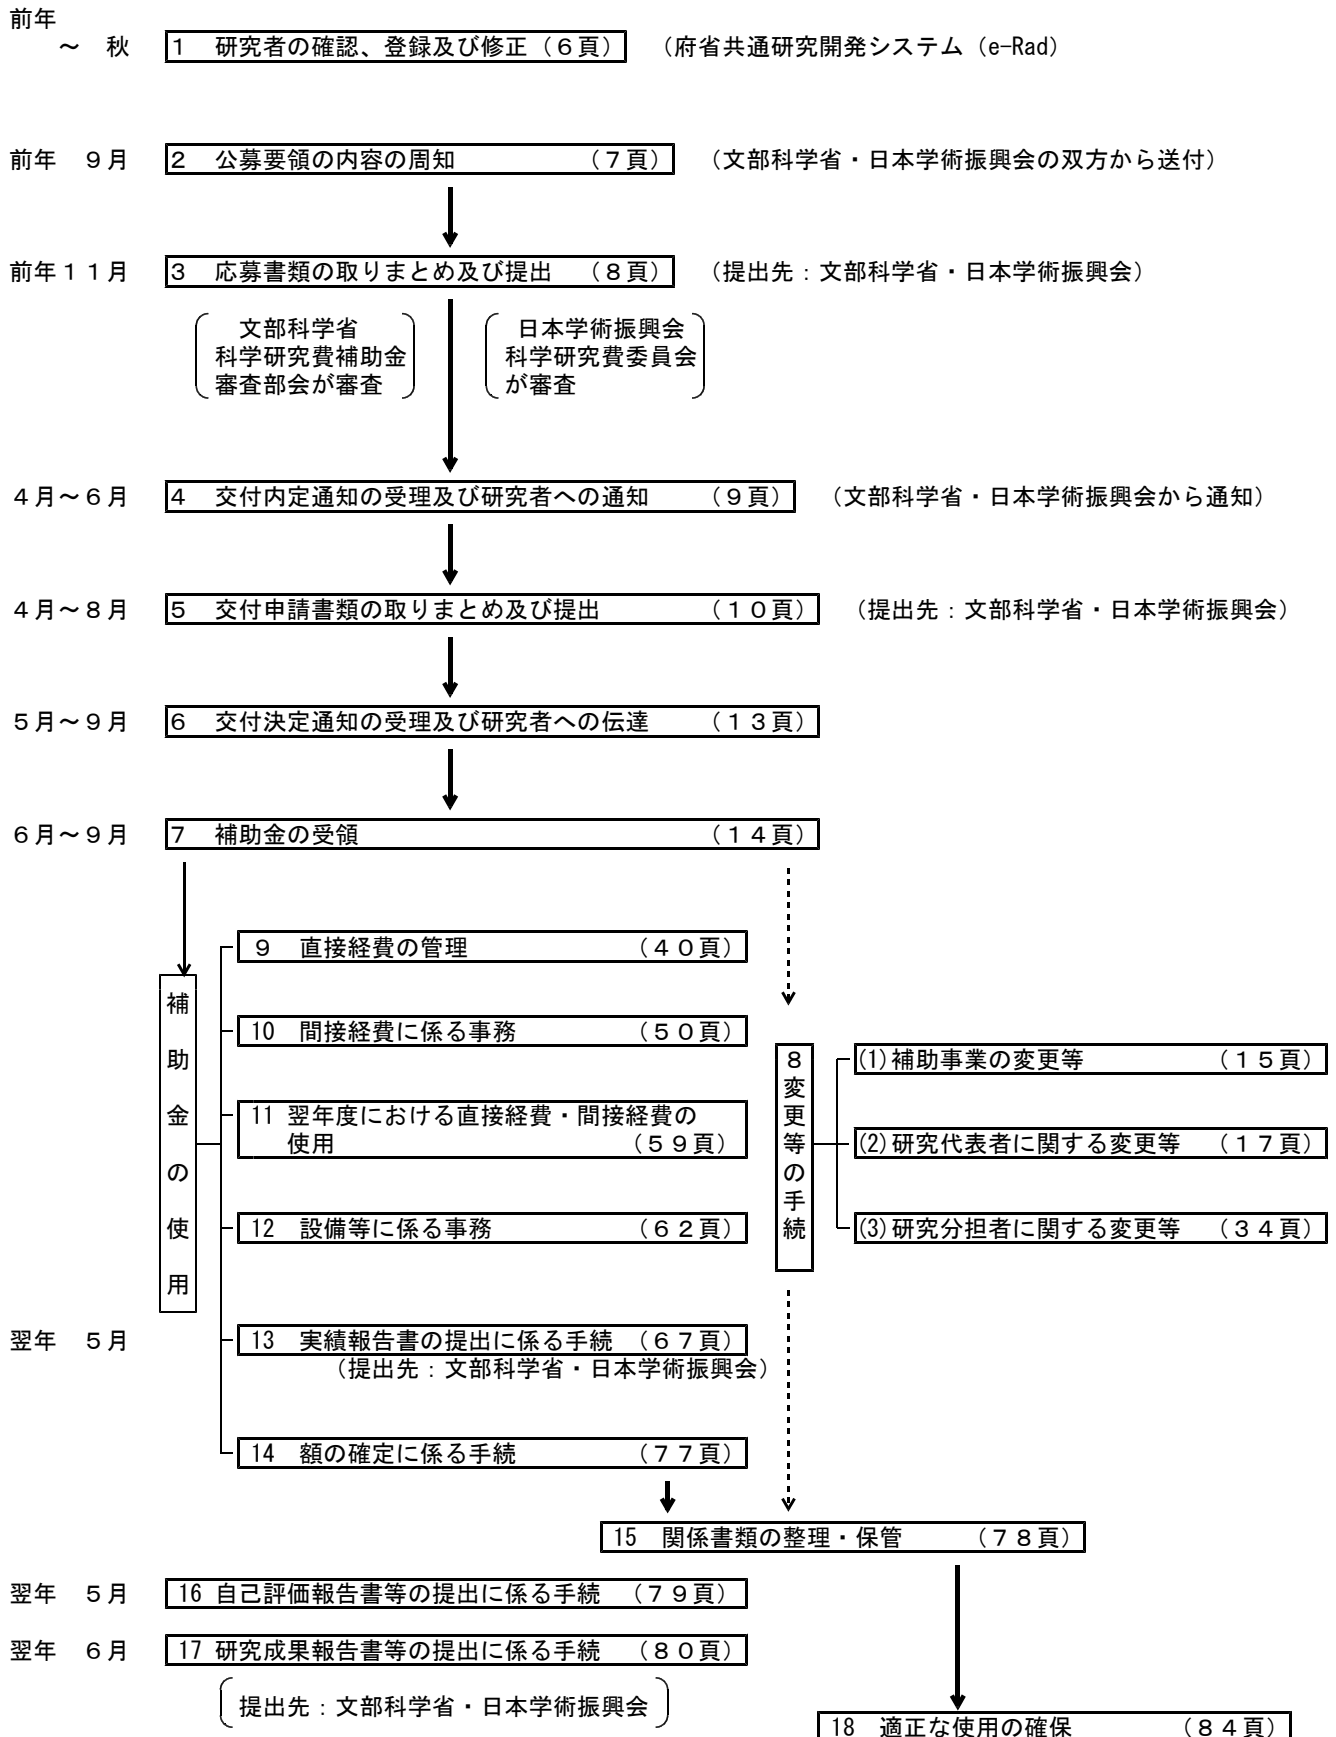 前年
～　秋　1　研究者の確認、登録及び修正（６頁）　（府省共通研究開発システム（e-Rad）
前年　９月　2　公募要領の内容の周知　（７頁）　（文部科学省・日本学術振興会の双方から送付）
前年１１月　3　応募書類の取りまとめ及び提出　（８頁）　（提出先：文部科学省・日本学術振興会）
文部科学省
科学研究費補助金
審査部会が審査
日本学術振興会
科学研究費委員会
が審査
４月～６月　4　交付内定通知の受理及び研究者への通知　（９頁）　（文部科学省・日本学術振興会から通知）
４月～８月　5　交付申請書類の取りまとめ及び提出　（１０頁）　（提出先：文部科学省・日本学術振興会）
５月～９月　6　交付決定通知の受理及び研究者への伝達　（１３頁）
６月～９月　7　補助金の受領　（１４頁）
補助金の使用
9　直接経費の管理　（４０頁）
10　間接経費に係る事務　（５０頁）
11 翌年度における直接経費・間接経費の
使用　（５９頁）
12　設備等に係る事務　（６２頁）
翌年　５月　13　実績報告書の提出に係る手続　（６７頁）
（提出先：文部科学省・日本学術振興会）
14　額の確定に係る手続　（７７頁）
８変更等の手続
(1)補助事業の変更等　（１５頁）
(2)研究代表者に関する変更等　（１７頁）
(3)研究分担者に関する変更等　（３４頁）
15　関係書類の整理・保管　（７８頁）
翌年　５月　16 自己評価報告書等の提出に係る手続　（７９頁）
翌年　６月　17 研究成果報告書等の提出に係る手続　（８０頁）
提出先：文部科学省・日本学術振興会
18　適正な使用の確保　（８４頁）